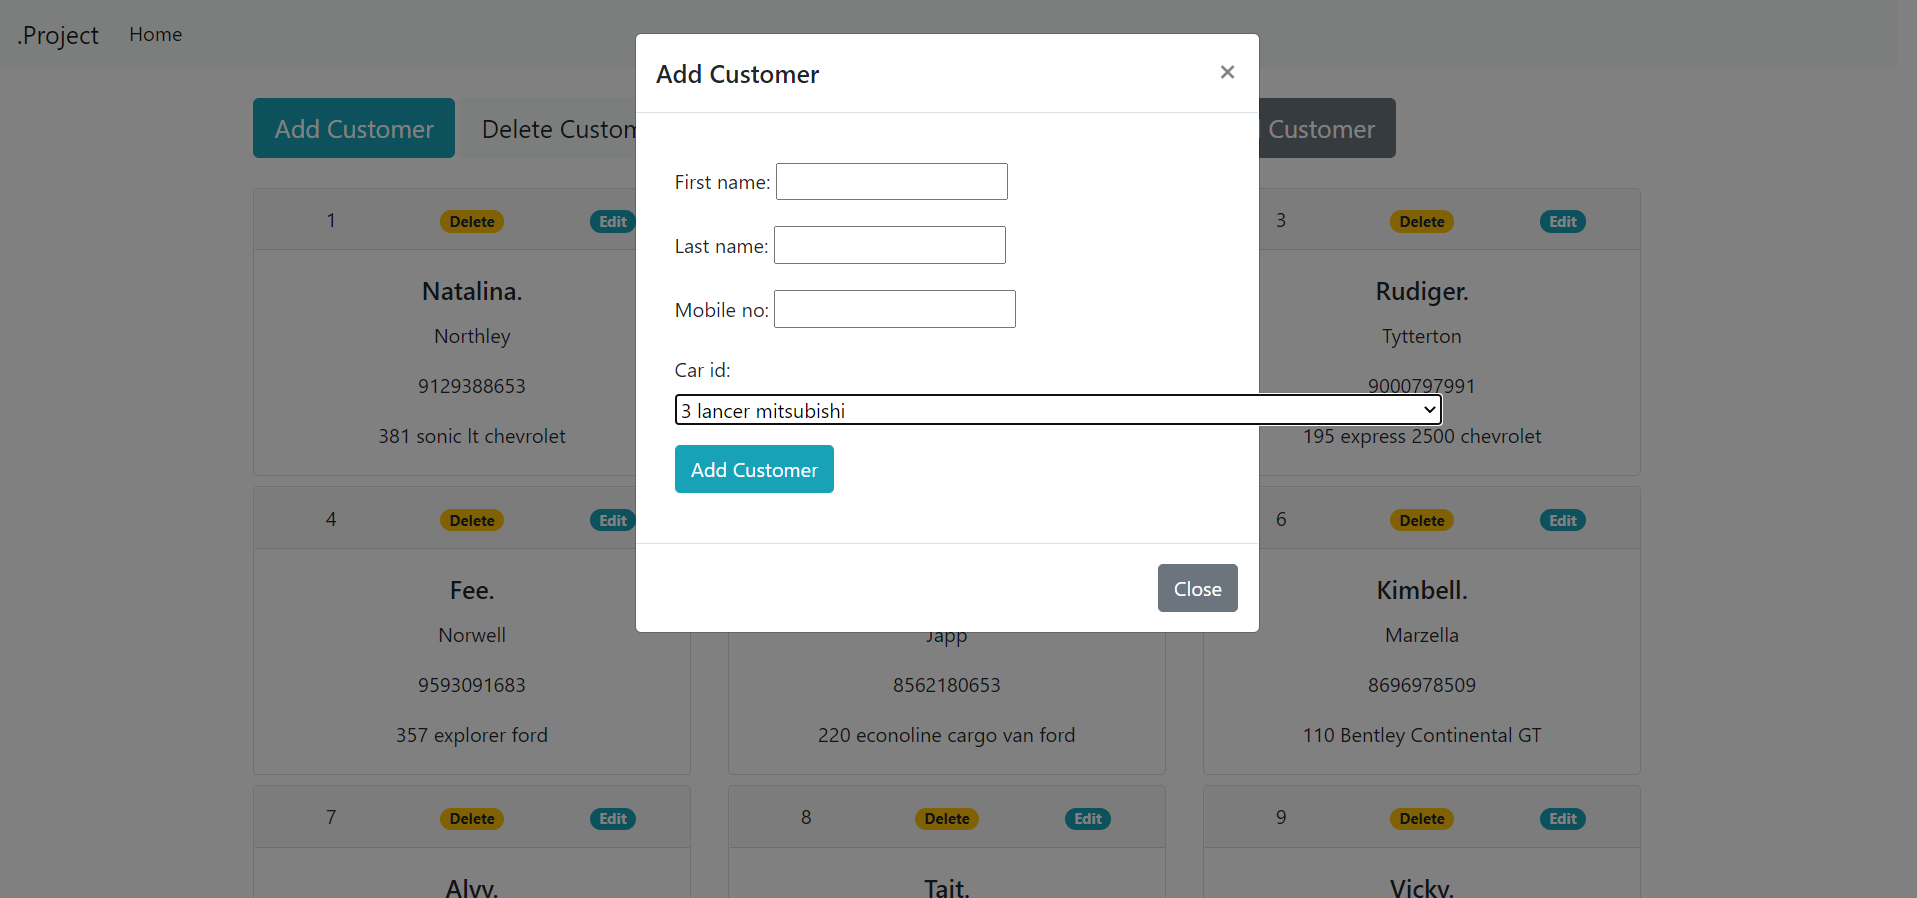 .Project Home
Add Customer
×
Add Customer Delete Custom Customer
First name:
Last name:
Mobile no:
Car id:
3 lancer mitsubishi
Add Customer
Close
1 Delete Edit
Natalina.
Northley
9129388653
381 sonic lt chevrolet
3 Delete Edit
Rudiger.
Tytterton
9000797991
195 express 2500 chevrolet
4 Delete Edit
Fee.
Norwell
9593091683
357 explorer ford
Japp
8562180653
220 econoline cargo van ford
6 Delete Edit
Kimbell.
Marzella
8696978509
110 Bentley Continental GT
7 Delete Edit
Alvy.
8 Delete Edit
Tait.
9 Delete Edit
Vicky.